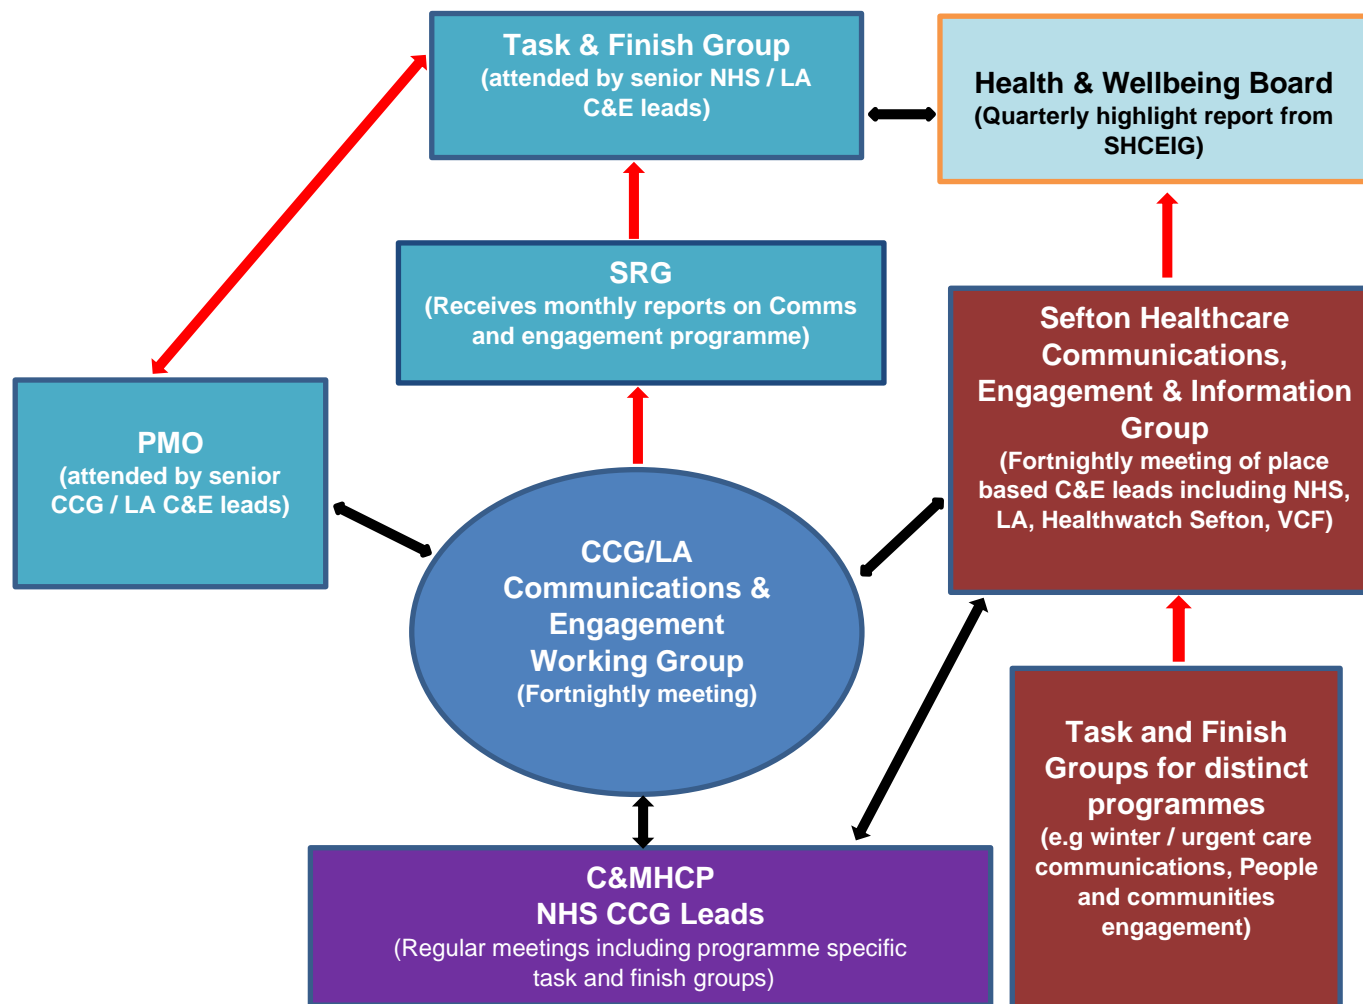 Task & Finish Group
(attended by senior NHS / LA
C&E leads)
Health & Wellbeing Board
(Quarterly highlight report from
SHCEIG)
SRG
(Receives monthly reports on Comms
and engagement programme)
Sefton Healthcare
Communications,
Engagement & Information
Group
(Fortnightly meeting of place
based C&E leads including NHS,
LA, Healthwatch Sefton, VCF)
PMO
(attended by senior
CCG / LA C&E leads)
CCG/LA
Communications &
Engagement
Working Group
(Fortnightly meeting)
Task and Finish
Groups for distinct
programmes
(e.g winter / urgent care
communications, People
and communities
engagement)
C&MHCP
NHS CCG Leads
(Regular meetings including programme specific
task and finish groups)